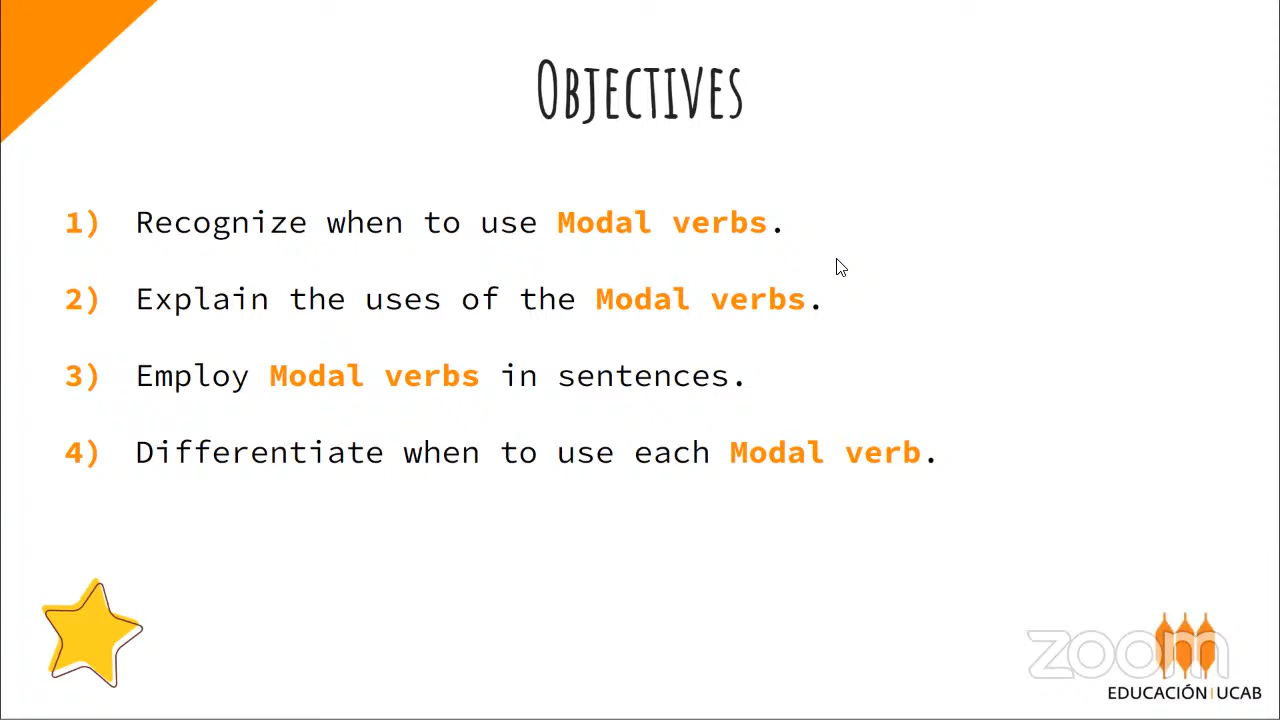 OBJECTIVES
1) Recognize when to use Modal verbs.
2) Explain the uses of the Modal verbs.
3) Employ Modal verbs in sentences.
4) Differentiate when to use each Modal verb.
zoom
EDUCACIÓN | UCAB